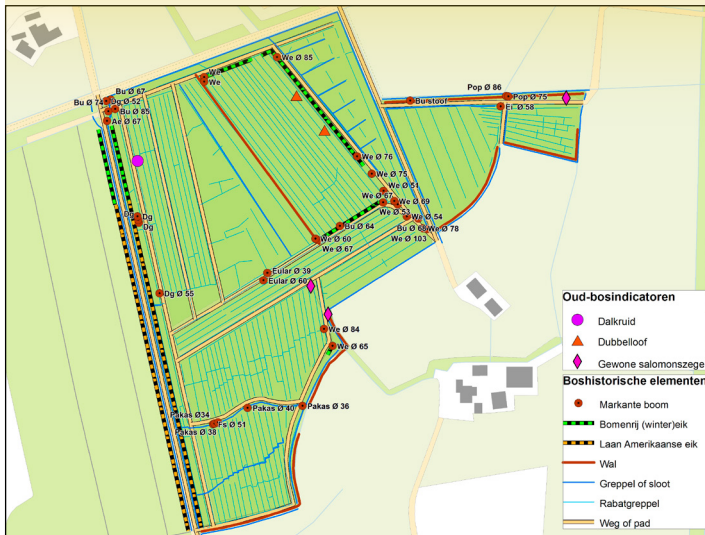 We Ø 85
We
We
Bu Ø 67
Bu Ø 74
Dg Ø 52
Bu Ø 85
Ae Ø 67
Pop Ø 86
Pop Ø 75
Bu stoof
Ei Ø 58
We Ø 76
We Ø 75
We Ø 51
We Ø 67
We Ø 69
We Ø 53
We Ø 54
Bu Ø 64
We Ø 78
We Ø 103
Dg
Dg
Dg
We Ø 60
We Ø 67
Eular Ø 39
Eular Ø 60
Dg Ø 55
We Ø 84
We Ø 65
Pakas Ø34
Pakas Ø 40
Pakas Ø 36
Fs Ø 51
Pakas Ø 38
Oud-bosindicatoren
Dalkruid
Dubbelloof
Gewone salomonszege
Boshistorische elementen
Markante boom
Bomenrij (winter)eik
Laan Amerikaanse eik
Wal
Greppel of sloot
Rabatgreppel
Weg of pad